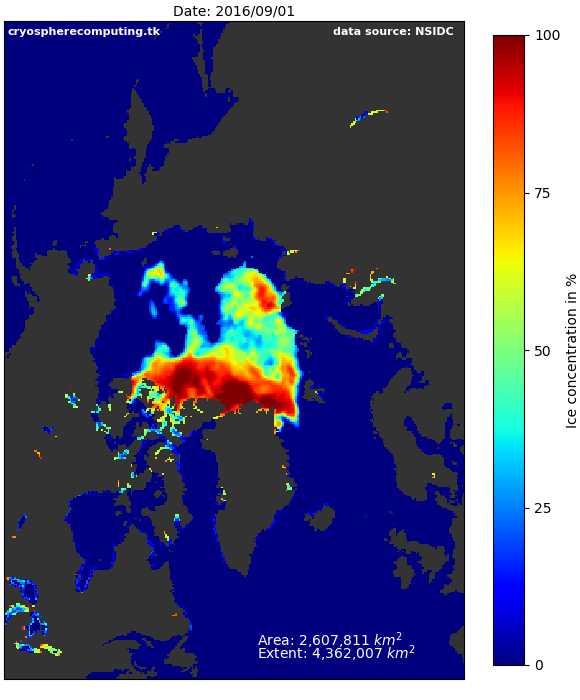 Date: 2016/09/01
cryospherecomputing.tk data source: NSIDC
100
75
50
25
0
Ice concentration in %
Area: 2,607,811 km²
Extent: 4,362,007 km²